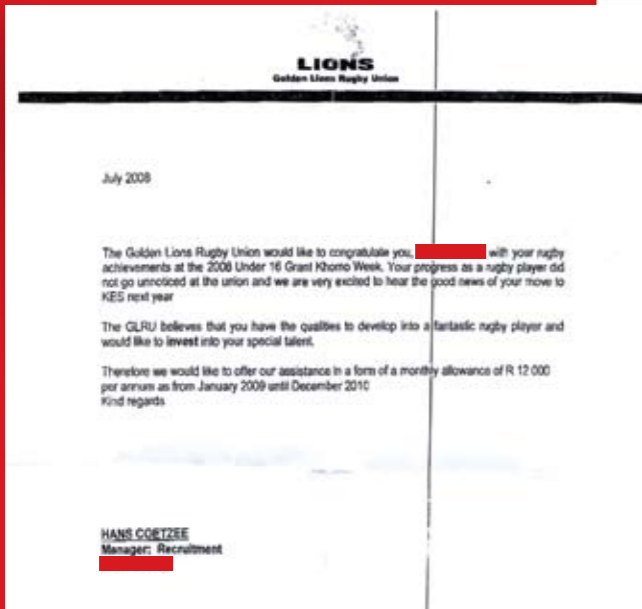 LIONS
Golden Lions Rugby Union
July 2008
The Golden Lions Rugby Union would like to congratulate you, with your rugby
achievements at the 2008 Under 16 Grant Khomo Week. Your progress as a rugby player did
not go unnoticed at the union and we are very excited to hear the good news of your move to
KES next year
The GLRU believes that you have the qualities to develop into a fantastic rugby player and
would like to invest into your special talent.
Therefore we would like to offer our assistance in a form of a monthly allowance of R 12 000
per annum as from January 2009 until December 2010
Kind regards
HANS COETZEE
Manager: Recruitment